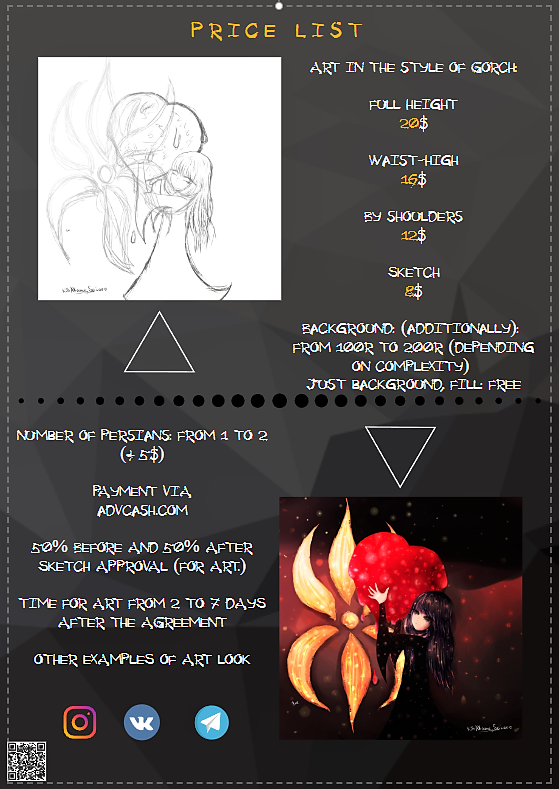 PRICE LIST
ART IN THE STYLE OF GORCH:
FULL HEIGHT
20$
WAIST-HIGH
16$
BY SHOULDERS
12$
SKETCH
8$
BACKGROUND: (ADDITIONALLY):
FROM 100R TO 200R (DEPENDING
ON COMPLEXITY)
JUST BACKGROUND, FILL: FREE
NUMBER OF PERSIANS: FROM 1 TO 2
(+ 5$)
PAYMENT VIA
ADVCASH.COM
50% BEFORE AND 50% AFTER
SKETCH APPROVAL (FOR ART.)
TIME FOR ART FROM 2 TO 7 DAYS
AFTER THE AGREEMENT
OTHER EXAMPLES OF ART LOOK